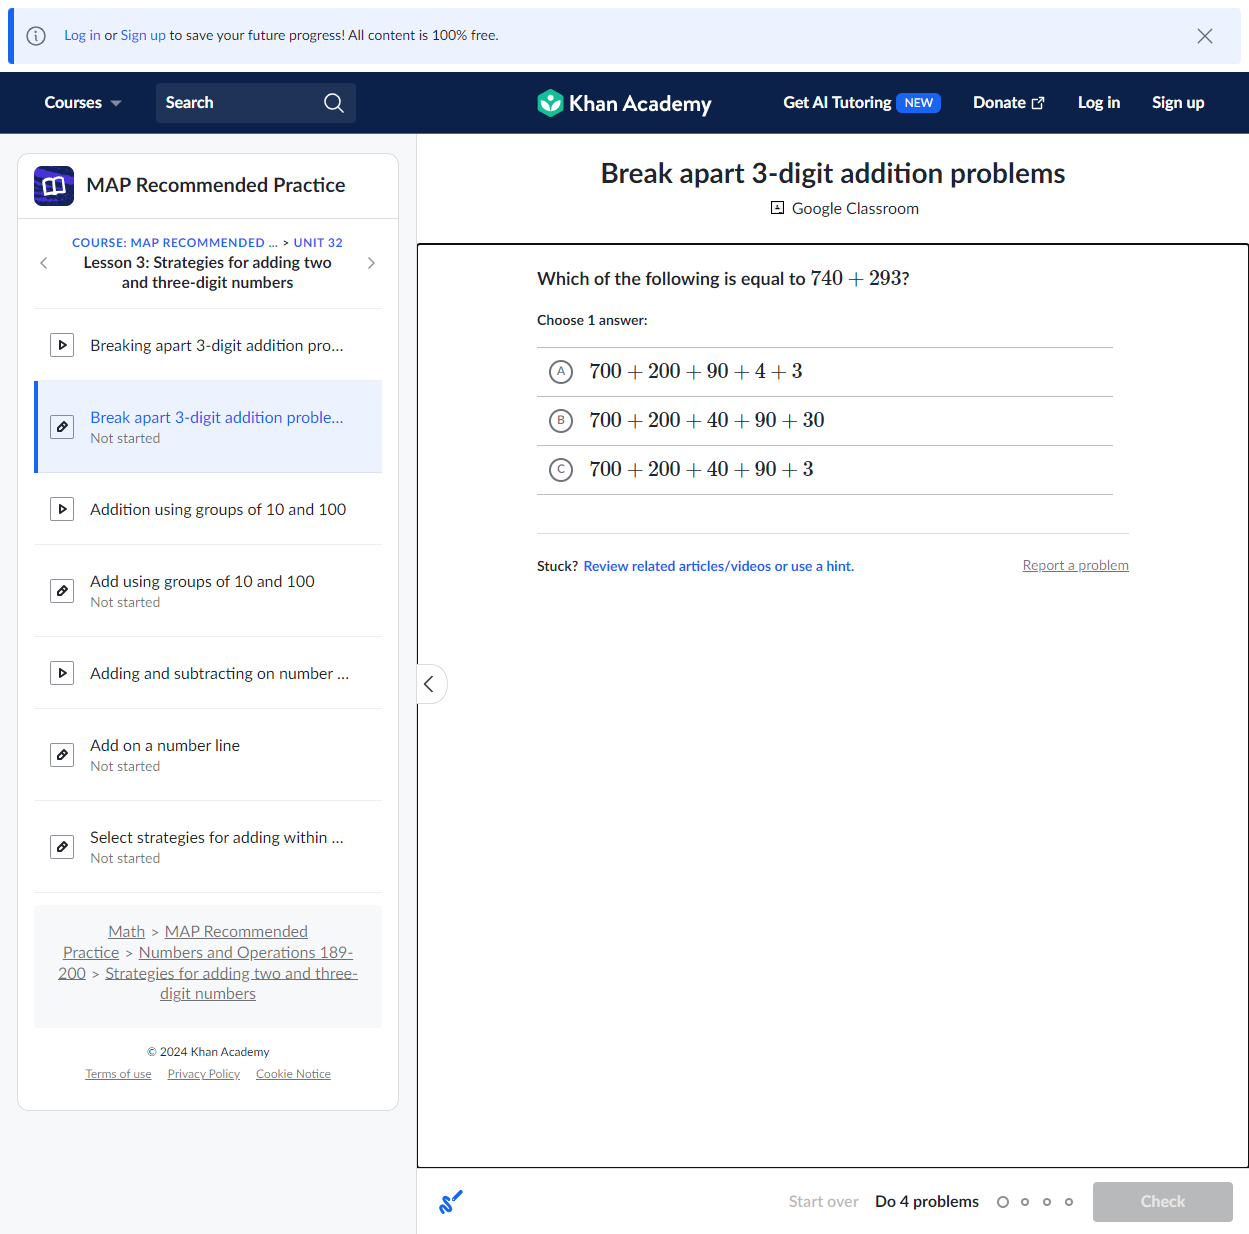 Log in or Sign up to save your future progress! All content is 100% free.
Courses
Search
Khan Academy
Get AI Tutoring NEW
Donate
Log in
Sign up
MAP Recommended Practice
COURSE: MAP RECOMMENDED ... > UNIT 32
Lesson 3: Strategies for adding two
and three-digit numbers
Breaking apart 3-digit addition pro...
Break apart 3-digit addition proble...
Not started
Addition using groups of 10 and 100
Add using groups of 10 and 100
Not started
Adding and subtracting on number ...
Add on a number line
Not started
Select strategies for adding within ...
Not started
Math > MAP Recommended
Practice > Numbers and Operations 189-
200 > Strategies for adding two and three-
digit numbers
© 2024 Khan Academy
Terms of use Privacy Policy Cookie Notice
Break apart 3-digit addition problems
Google Classroom
Which of the following is equal to 740 + 293?
Choose 1 answer:
A 700 + 200 + 90 + 4 + 3
B 700 + 200 + 40 + 90 + 30
C 700 + 200 + 40 + 90 + 3
Stuck? Review related articles/videos or use a hint.
Report a problem
Start over
Do 4 problems
Check